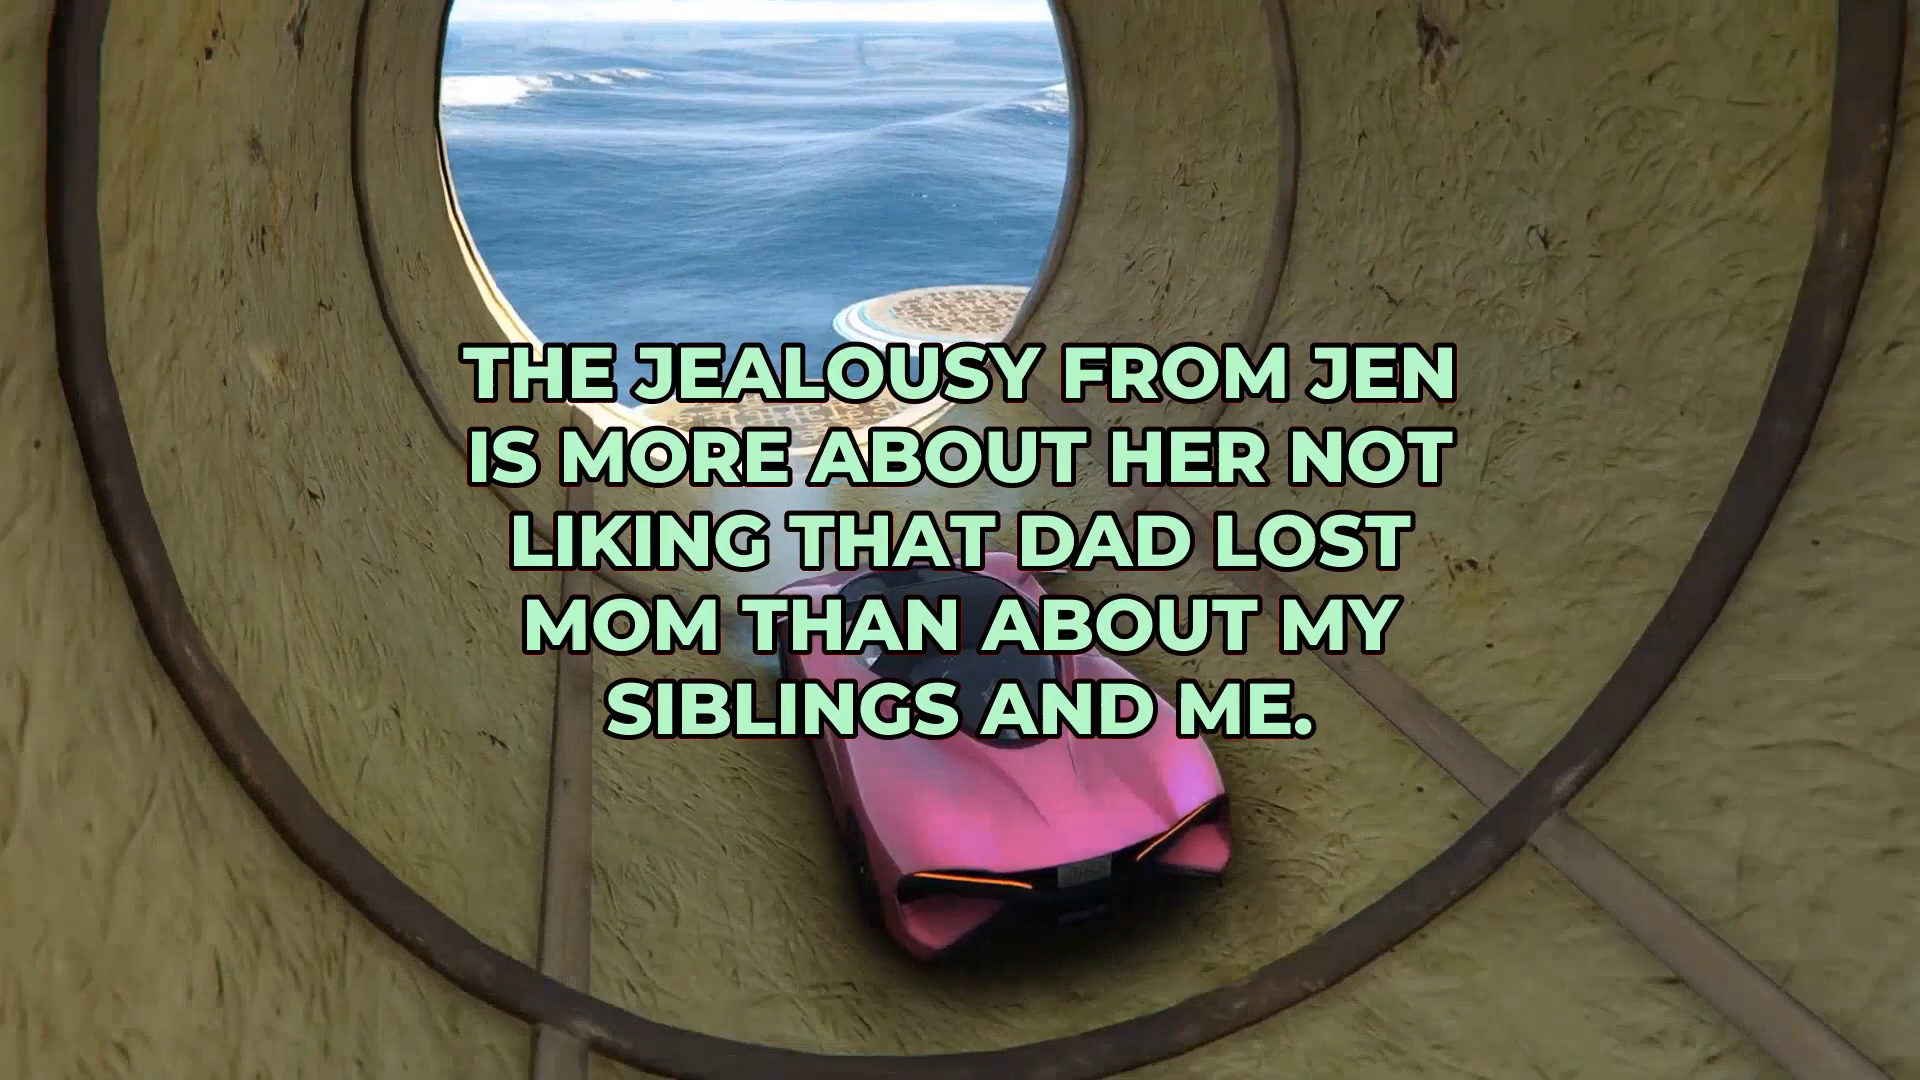 THE JEALOUSY FROM JEN
IS MORE ABOUT HER NOT
LIKING THAT DAD LOST
MOM THAN ABOUT MY
SIBLINGS AND ME.